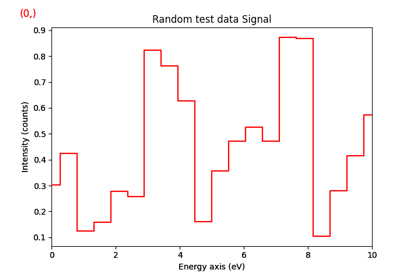 (0,)
Random test data Signal
Intensity (counts)
0.9
0.8
0.7
0.6
0.5
0.4
0.3
0.2
0.1
0 2 4 6 8 10
Energy axis (eV)